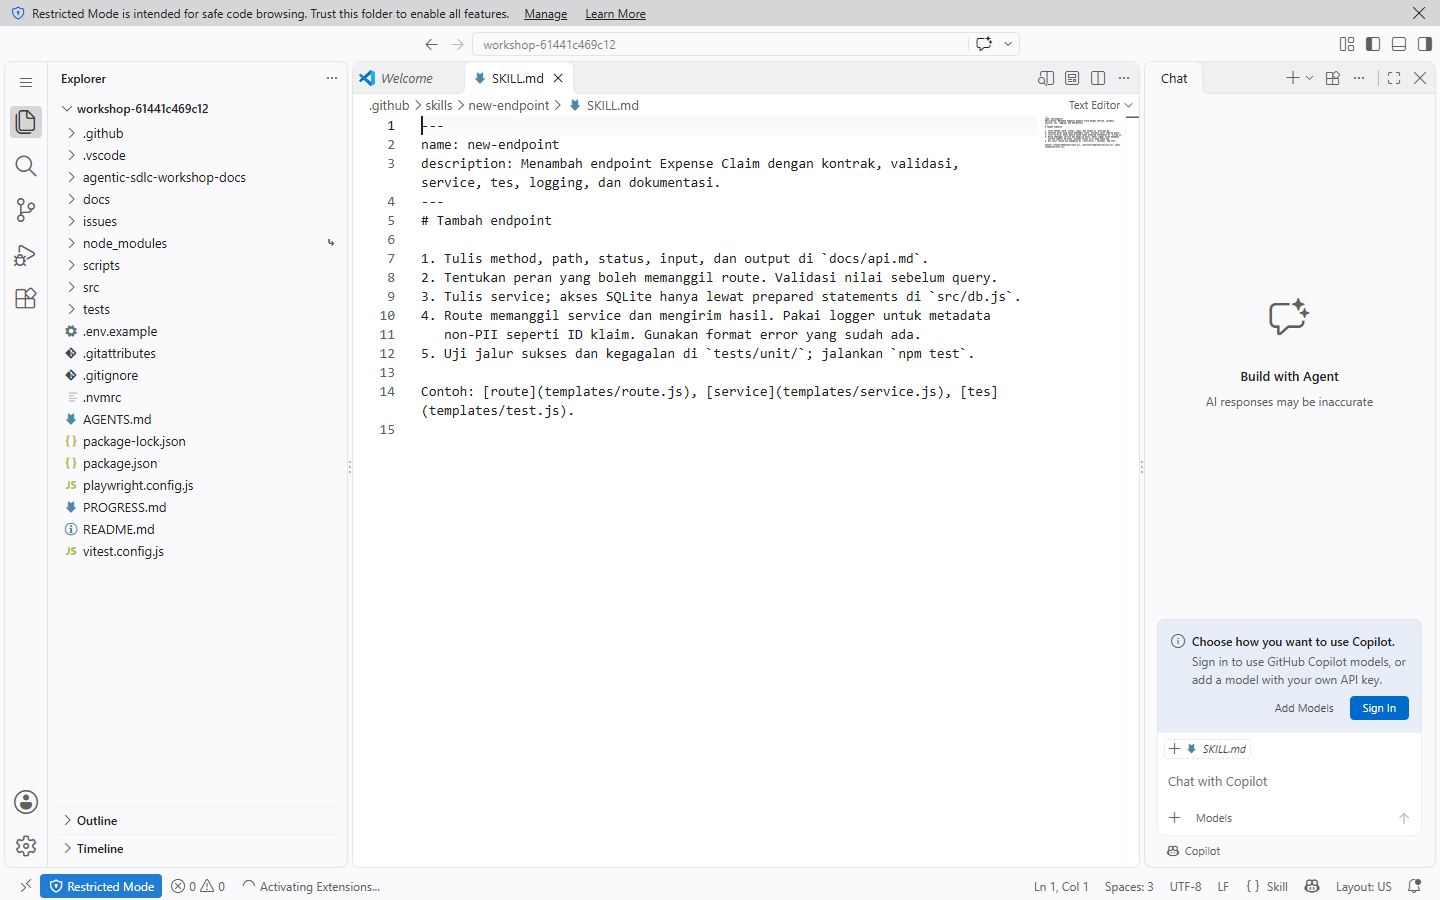 Restricted Mode is intended for safe code browsing. Trust this folder to enable all features. Manage Learn More
workshop-61441c469c12
Explorer
workshop-61441c469c12
.github
.vscode
agentic-sdlc-workshop-docs
docs
issues
node_modules
scripts
src
tests
.env.example
.gitattributes
.gitignore
.nvmrc
AGENTS.md
package-lock.json
package.json
playwright.config.js
PROGRESS.md
README.md
vitest.config.js
Outline
Timeline
Welcome
SKILL.md
.github > skills > new-endpoint > SKILL.md
Text Editor
1 ---
2 name: new-endpoint
3 description: Menambah endpoint Expense Claim dengan kontrak, validasi,
service, tes, logging, dan dokumentasi.
4 ---
5 # Tambah endpoint
6
7 1. Tulis method, path, status, input, dan output di `docs/api.md`.
8 2. Tentukan peran yang boleh memanggil route. Validasi nilai sebelum query.
9 3. Tulis service; akses SQLite hanya lewat prepared statements di `src/db.js`.
10 4. Route memanggil service dan mengirim hasil. Pakai logger untuk metadata
11 non-PII seperti ID klaim. Gunakan format error yang sudah ada.
12 5. Uji jalur sukses dan kegagalan di `tests/unit/`; jalankan `npm test`.
13
14 Contoh: [route](templates/route.js), [service](templates/service.js), [tes]
(templates/test.js).
15
Chat
Build with Agent
AI responses may be inaccurate
Choose how you want to use Copilot.
Sign in to use GitHub Copilot models, or
add a model with your own API key.
Add Models
Sign In
SKILL.md
Chat with Copilot
Models
Copilot
Restricted Mode
0 0
Activating Extensions...
Ln 1, Col 1
Spaces: 3
UTF-8
LF
{ } Skill
Layout: US